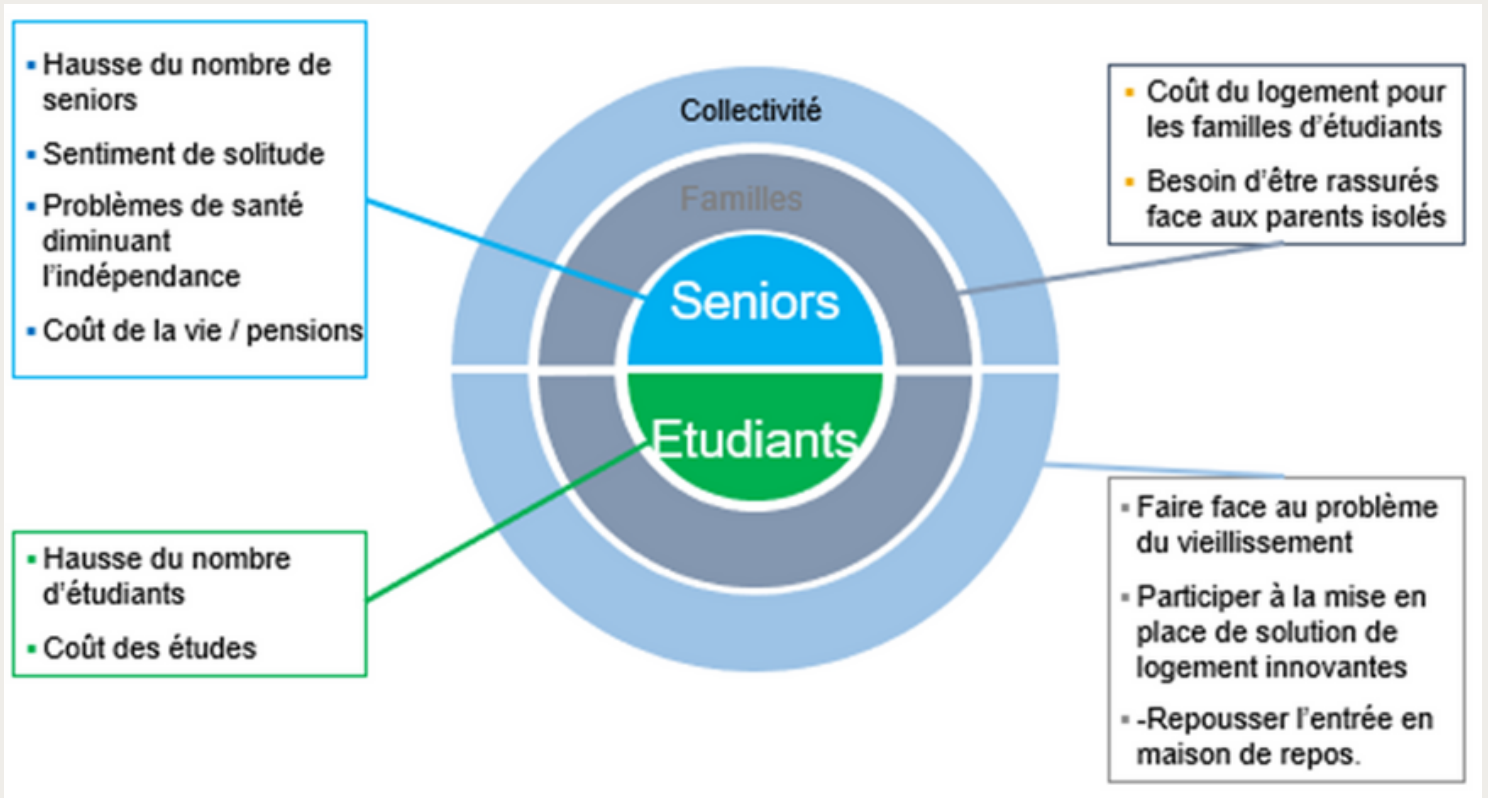 ▪ Hausse du nombre de
seniors
▪ Sentiment de solitude
▪ Problèmes de santé
diminuant
l'indépendance
▪ Coût de la vie / pensions
▪ Hausse du nombre
d'étudiants
▪ Coût des études
Collectivité
Familles
Seniors
Etudiants
▪ Coût du logement pour
les familles d'étudiants
▪ Besoin d'être rassurés
face aux parents isolés
▪ Faire face au problème
du vieillissement
▪ Participer à la mise en
place de solution de
logement innovantes
▪ -Repousser l'entrée en
maison de repos.